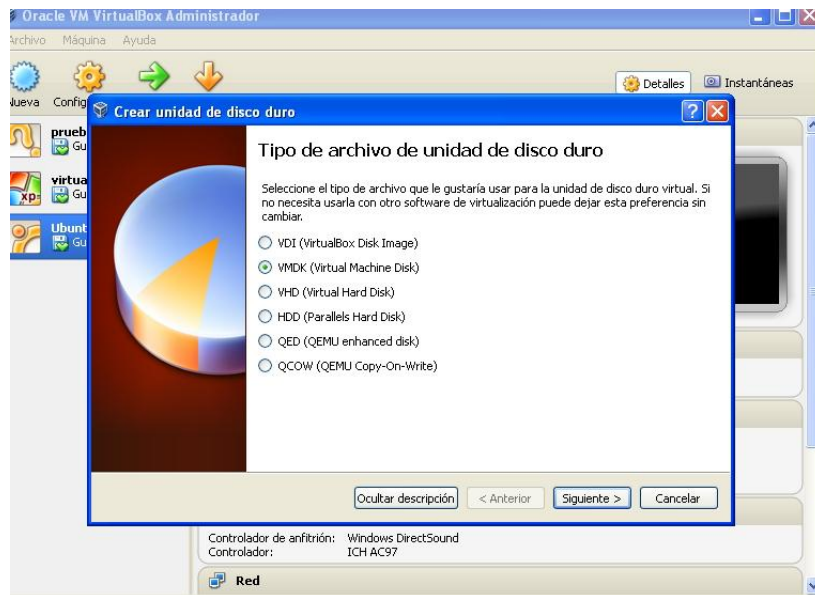 Oracle VM VirtualBox Administrador
Archivo Máquina Ayuda
Nueva
Detalles
Instantáneas
Crear unidad de disco duro
xp
Tipo de archivo de unidad de disco duro
Seleccione el tipo de archivo que le gustaría usar para la unidad de disco duro virtual. Si
no necesita usarla con otro software de virtualización puede dejar esta preferencia sin
cambiar.
VDI (VirtualBox Disk Image)
VMDK (Virtual Machine Disk)
VHD (Virtual Hard Disk)
HDD (Parallels Hard Disk)
QED (QEMU enhanced disk)
QCOW (QEMU Copy-On-Write)
Ocultar descripción < Anterior Siguiente > Cancelar
Controlador de anfitrión: Windows DirectSound
Controlador: ICH AC97
Red